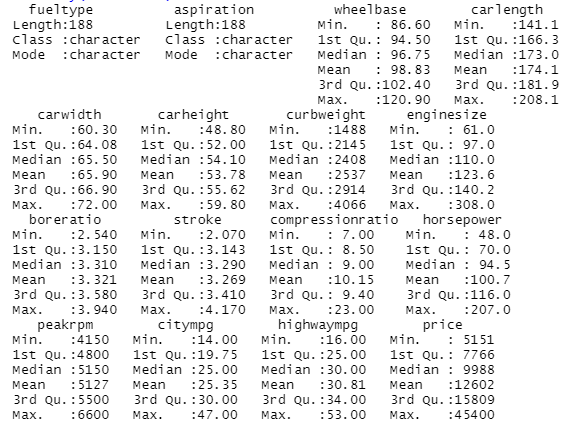 fueltype aspiration wheelbase carlength
Length:188 Length:188 Min. : 86.60 Min. :141.1
Class :character Class :character 1st Qu.: 94.50 1st Qu.:166.3
Mode :character Mode :character Median : 96.75 Median :173.0
Mean : 98.83 Mean :174.1
3rd Qu.:102.40 3rd Qu.:181.9
Max. :120.90 Max. :208.1
carwidth carheight curbweight enginesize
Min. :60.30 Min. :48.80 Min. :1488 Min. : 61.0
1st Qu.:64.08 1st Qu.:52.00 1st Qu.:2145 1st Qu.: 97.0
Median :65.50 Median :54.10 Median :2408 Median :110.0
Mean :65.90 Mean :53.78 Mean :2537 Mean :123.6
3rd Qu.:66.90 3rd Qu.:55.62 3rd Qu.:2914 3rd Qu.:140.2
Max. :72.00 Max. :59.80 Max. :4066 Max. :308.0
boreratio stroke compressionratio horsepower
Min. :2.540 Min. :2.070 Min. : 7.00 Min. : 48.0
1st Qu.:3.150 1st Qu.:3.143 1st Qu.: 8.50 1st Qu.: 70.0
Median :3.310 Median :3.290 Median : 9.00 Median : 94.5
Mean :3.321 Mean :3.269 Mean :10.15 Mean :100.7
3rd Qu.:3.580 3rd Qu.:3.410 3rd Qu.: 9.40 3rd Qu.:116.0
Max. :3.940 Max. :4.170 Max. :23.00 Max. :207.0
peakrpm citympg highwaympg price
Min. :4150 Min. :14.00 Min. :16.00 Min. : 5151
1st Qu.:4800 1st Qu.:19.75 1st Qu.:25.00 1st Qu.: 7766
Median :5150 Median :25.00 Median :30.00 Median : 9988
Mean :5127 Mean :25.35 Mean :30.81 Mean :12602
3rd Qu.:5500 3rd Qu.:30.00 3rd Qu.:34.00 3rd Qu.:15809
Max. :6600 Max. :47.00 Max. :53.00 Max. :45400